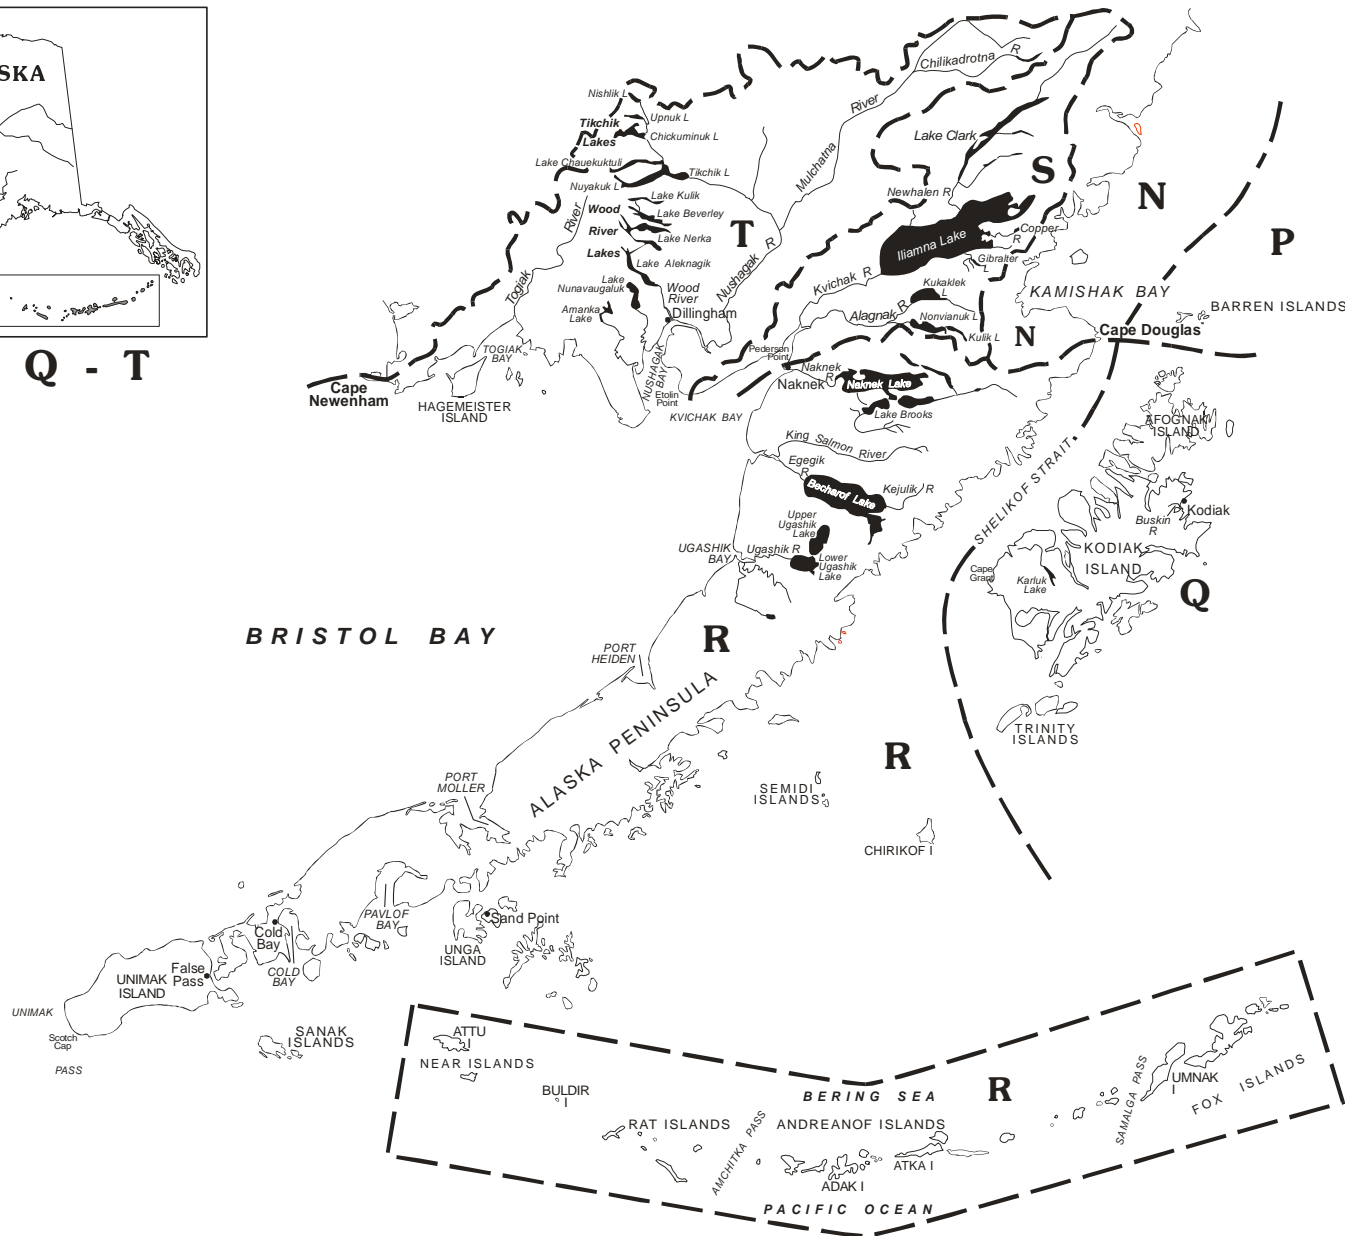 SKA
Q - T
Chilikadrotna R
Nishlik L
Upnuk L
Tikchik
Lakes
Chickuminuk L
River
Mulchatna
Lake Clark
Lake Chauekuktuli
Tikchik L
Nuyakuk L
Lake Kulik
Wood
River
Lakes
Lake Beverley
Lake Nerka
Lake Aleknagik
Newhalen R
S
N
P
T
Iliamna Lake
Copper
R
Gibralter
L
River
Togiak
Lake
Nunavaugaluk
Wood
River
Nushagak R
Amanka
Lake
Dillingham
Kvichak R
Kukaklek
L
Alagnak R
Nonvianuk L
Kulik L
N
KAMISHAK BAY
BARREN ISLANDS
Cape Douglas
TOGIAK
BAY
NUSHAGAK
BAY
Pederson
Point
Naknek
R
Naknek
Naknek Lake
Cape
Newenham
HAGEMEISTER
ISLAND
Etolin
Point
KVICHAK BAY
Lake Brooks
AFOGNAK
ISLAND
King Salmon River
Egegik
R
Becharof Lake
Kejulik R
SHELIKOF STRAIT
Buskin
R
Kodiak
Upper
Ugashik
Lake
UGASHIK
BAY
Ugashik R
Lower
Ugashik
Lake
Cape
Grant
Karluk
Lake
KODIAK
ISLAND
Q
BRISTOL BAY
R
PORT
HEIDEN
ALASKA PENINSULA
TRINITY
ISLANDS
R
PORT
MOLLER
SEMIDI
ISLANDS
CHIRIKOF I
PAVLOF
BAY
Sand Point
Cold
Bay
UNGA
ISLAND
False
Pass
UNIMAK
ISLAND
COLD
BAY
UNIMAK
Scotch
Cap
PASS
SANAK
ISLANDS
ATTU
I
NEAR ISLANDS
BULDIR
I
BERING SEA
R
SAMALGA PASS
UMNAK
I
FOX ISLANDS
RAT ISLANDS
AMCHITKA PASS
ANDREANOF ISLANDS
ATKA I
ADAK I
PACIFIC OCEAN